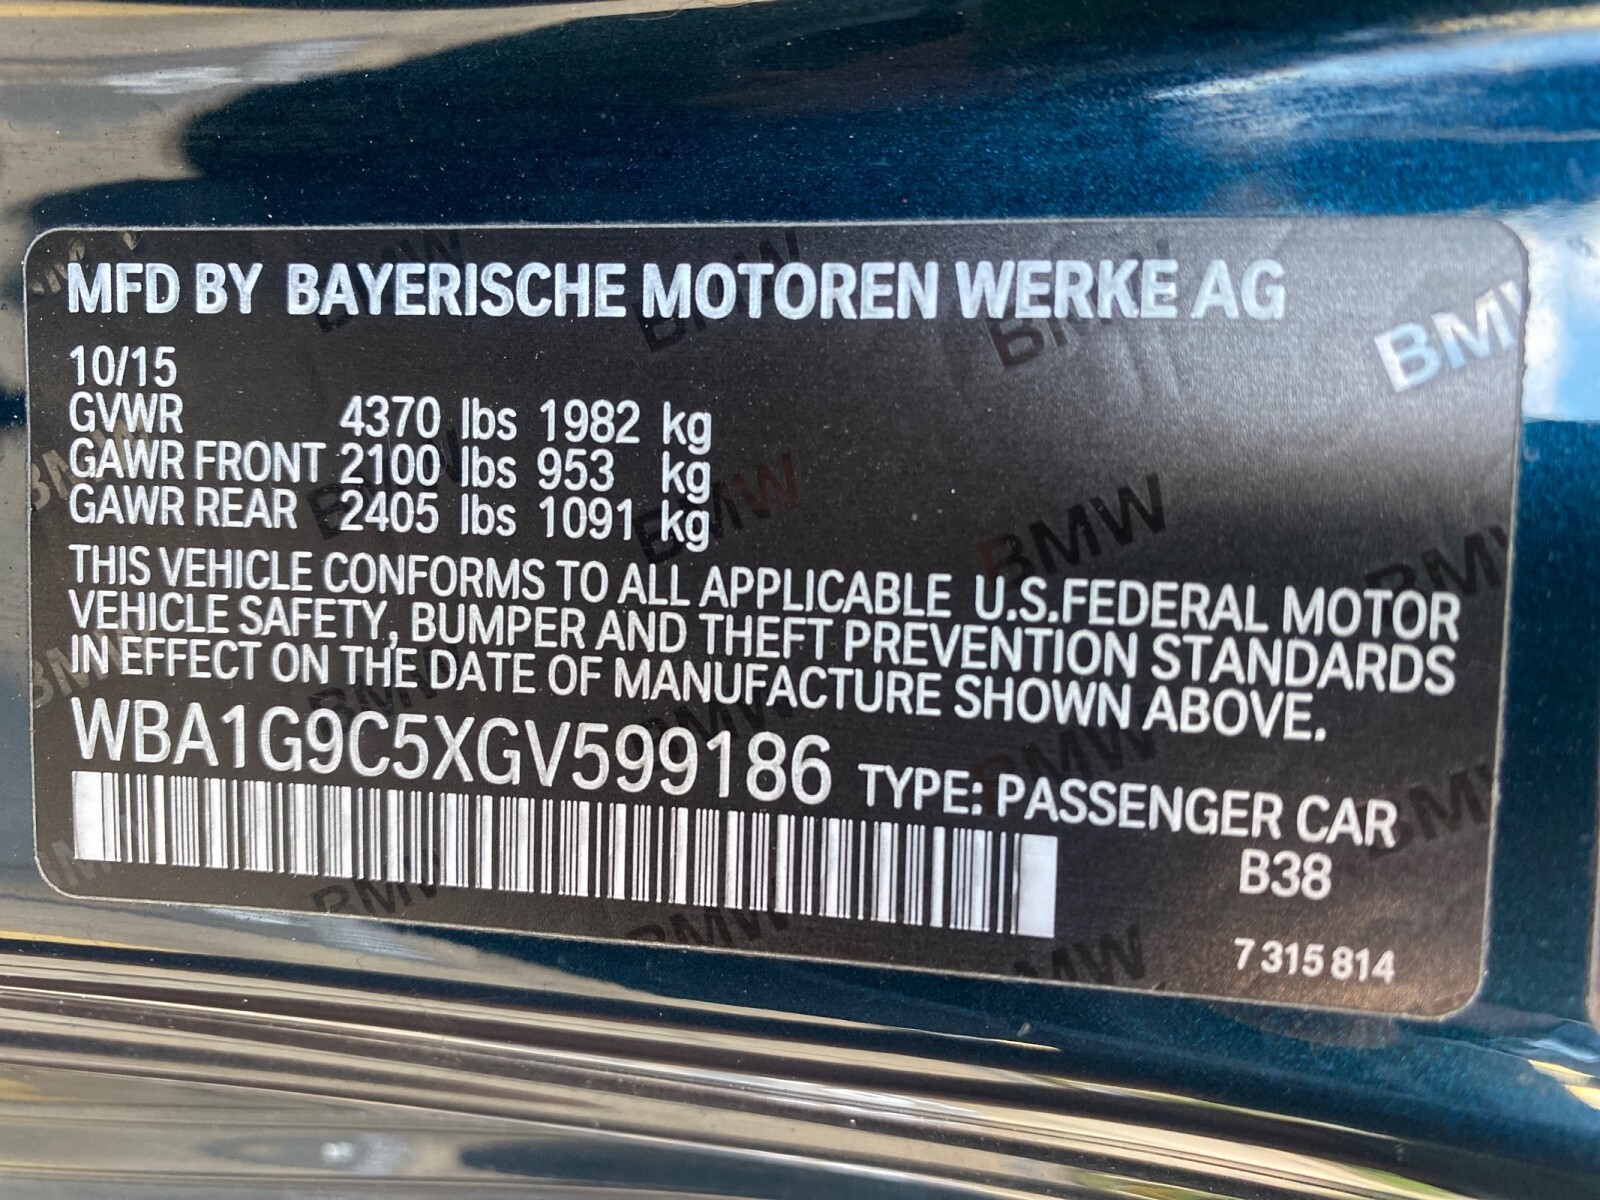 MFD BY BAYERISCHE MOTOREN WERKE AG
BMW
10/15
GVWR 4370 lbs 1982 kg
GAWR FRONT 2100 lbs 953 kg
GAWR REAR 2405 lbs 1091 kg
THIS VEHICLE CONFORMS TO ALL APPLICABLE U.S.FEDERAL MOTOR
VEHICLE SAFETY, BUMPER AND THEFT PREVENTION STANDARDS
IN EFFECT ON THE DATE OF MANUFACTURE SHOWN ABOVE.
WBA1G9C5XGV599186 TYPE: PASSENGER CAR
B38
7 315 814